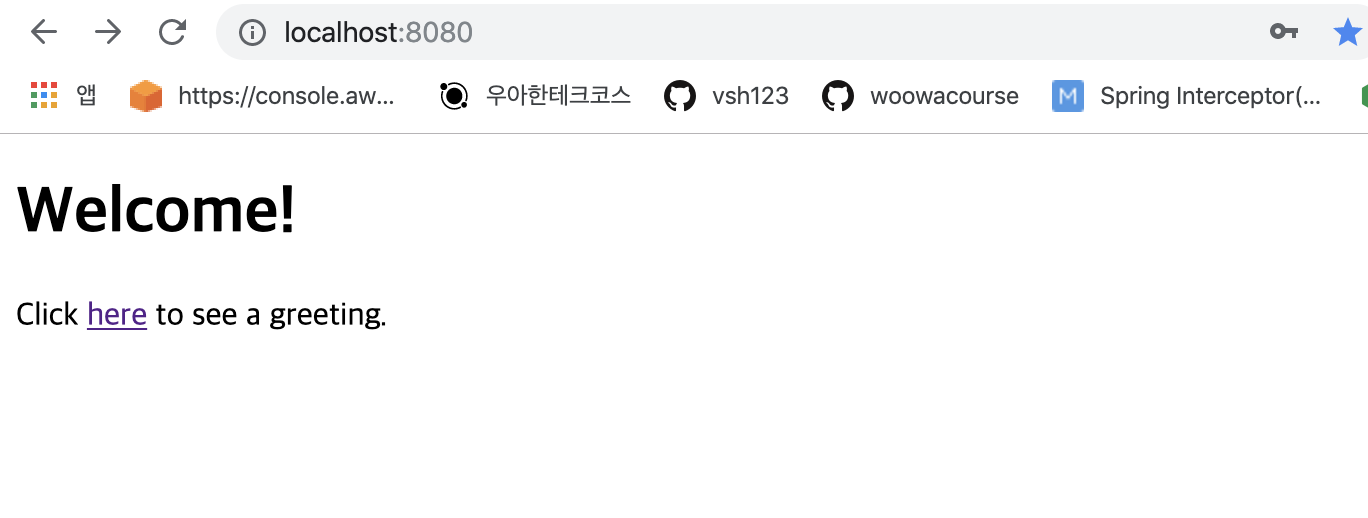 localhost:8080
앱 https://console.aw... 우아한테크코스 vsh123 woowacourse M Spring Interceptor(...
Welcome!
Click here to see a greeting.